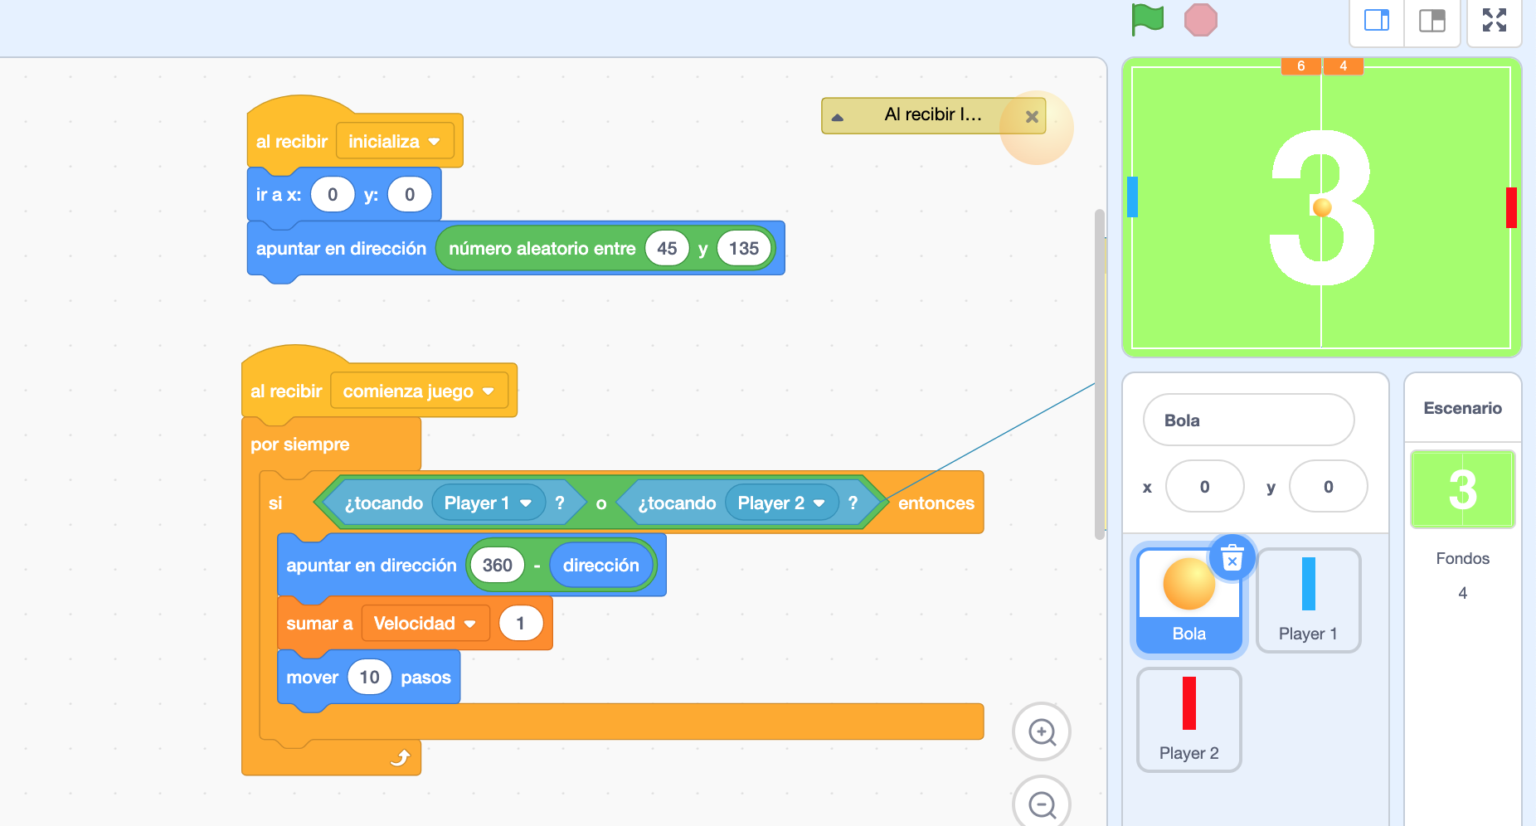 al recibir inicializa
ir a x: 0 y: 0
apuntar en dirección número aleatorio entre 45 y 135
Al recibir I...
al recibir comienza juego
por siempre
si ¿tocando Player 1 ? o ¿tocando Player 2 ? entonces
apuntar en dirección 360 - dirección
sumar a Velocidad 1
mover 10 pasos
6 4
3
Bola
x 0 y 0
Bola
Player 1
Player 2
Escenario
3
Fondos
4